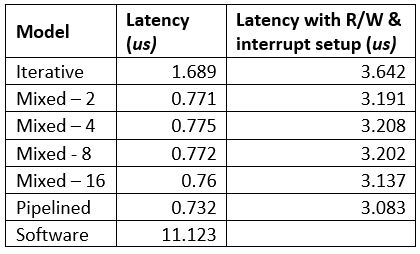 Model Latency (us) Latency with R/W & interrupt setup (us)
Iterative 1.689 3.642
Mixed – 2 0.771 3.191
Mixed – 4 0.775 3.208
Mixed - 8 0.772 3.202
Mixed – 16 0.76 3.137
Pipelined 0.732 3.083
Software 11.123